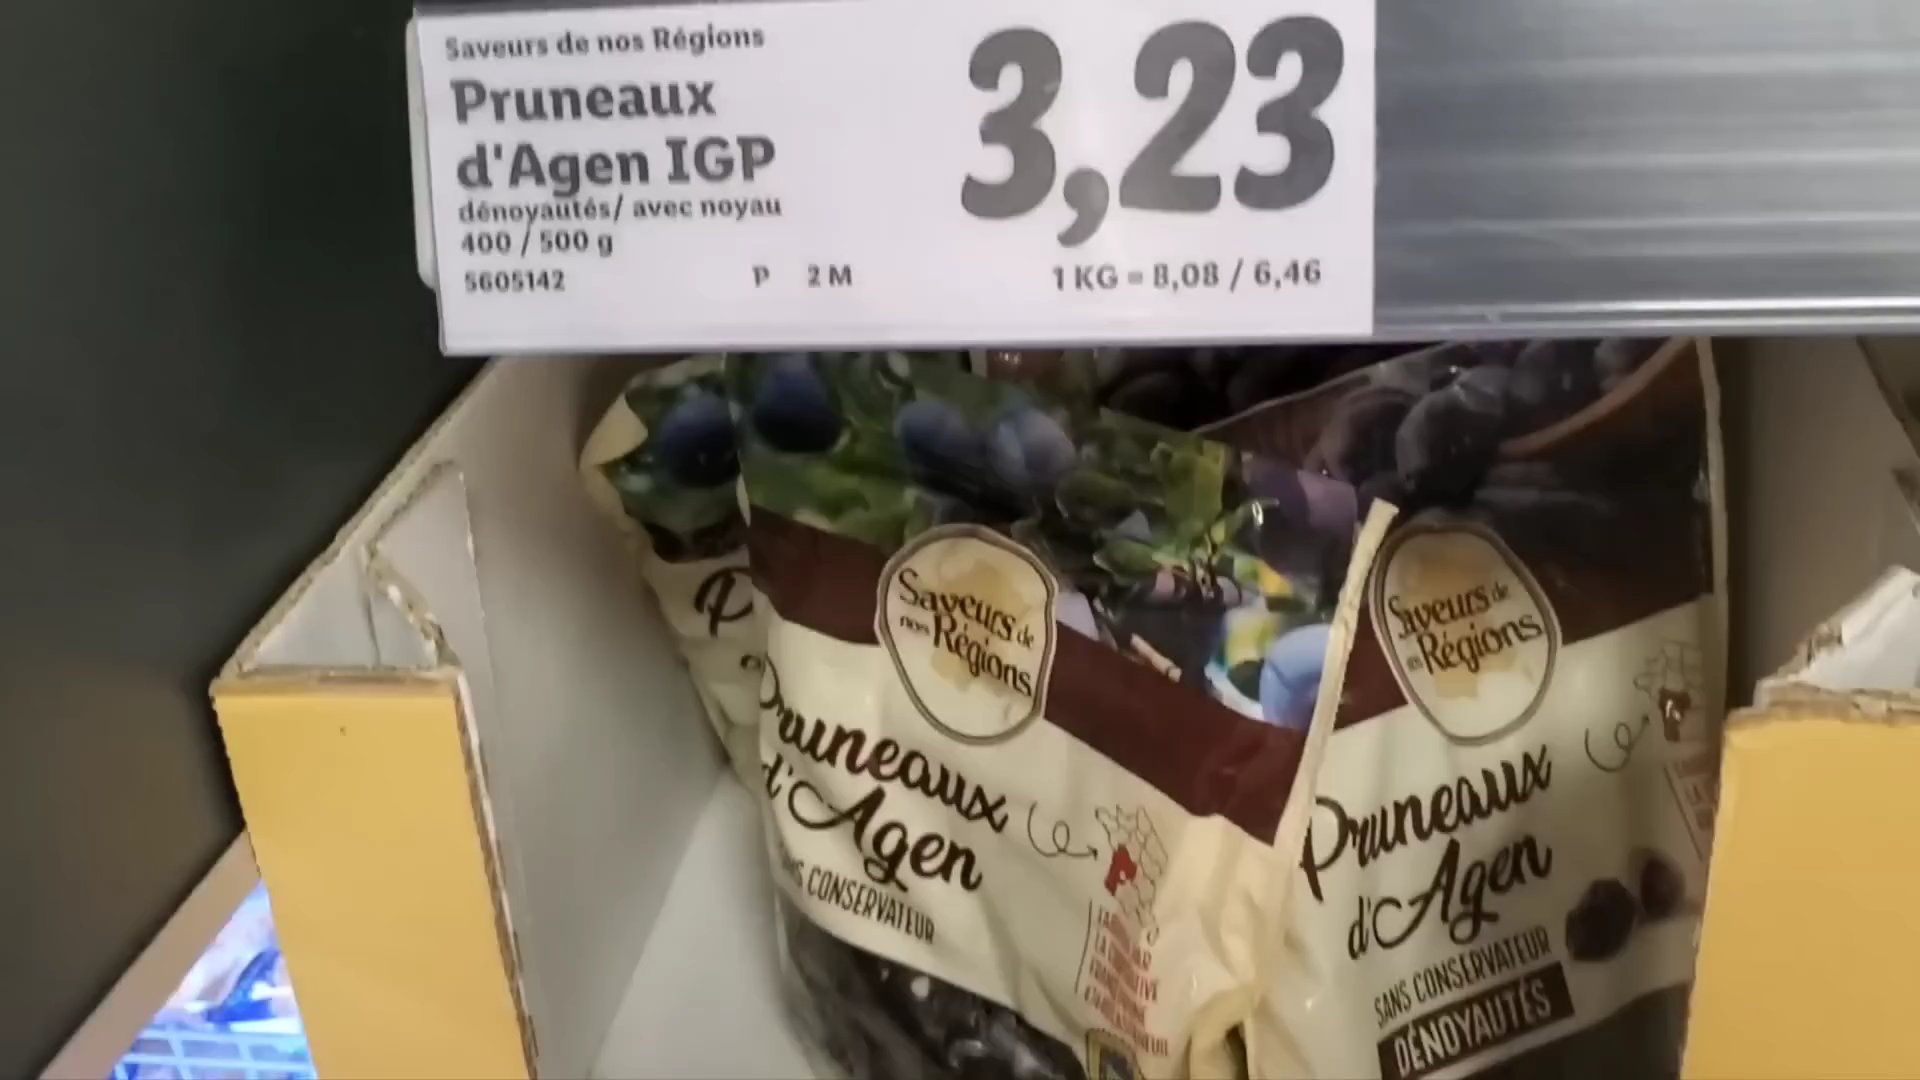 Saveurs de nos Régions
Pruneaux
d'Agen IGP
dénoyautés/ avec noyau
400 / 500 g
5605142 P 2 M
3,23
1 KG = 8,08 / 6,46
Saveurs de
nos Régions
Pruneaux
d'Agen
CONSERVATEUR
Saveurs de
nos Régions
Pruneaux
d'Agen
SANS CONSERVATEUR
DÉNOYAUTÉS